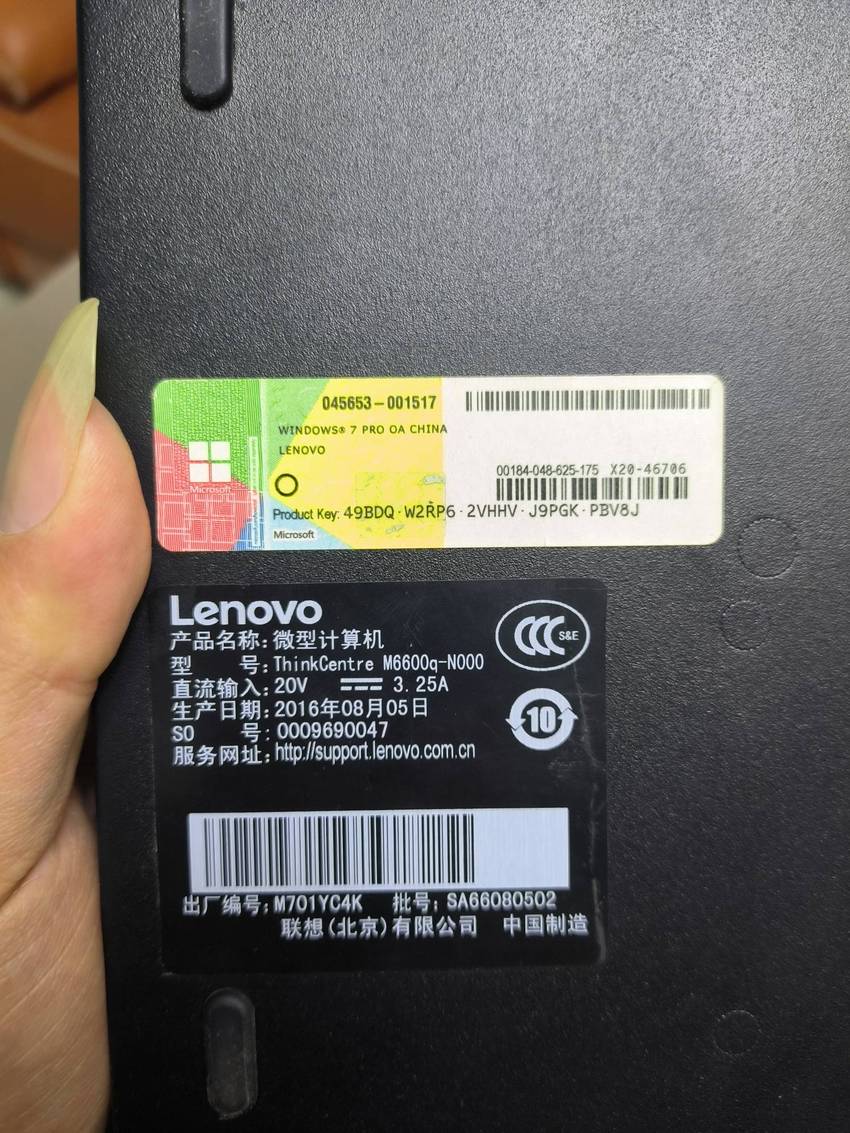 045653-001517
WINDOWS® 7 PRO OA CHINA
LENOVO
00184-048-625-175 X20-46706
Product Key: 49BDQ-W2RP6-2VHHV-J9PGK-PBV8J
Microsoft
Microsoft
Lenovo
产品名称:微型计算机
型 号:ThinkCentre M6600q-N000
直流输入:20V 3.25A
生产日期:2016年08月05日
SO 号:0009690047
服务网址:http://support.lenovo.com.cn
CCC S&E
10
出厂编号:M701YC4K 批号:SA66080502
联想(北京)有限公司 中国制造